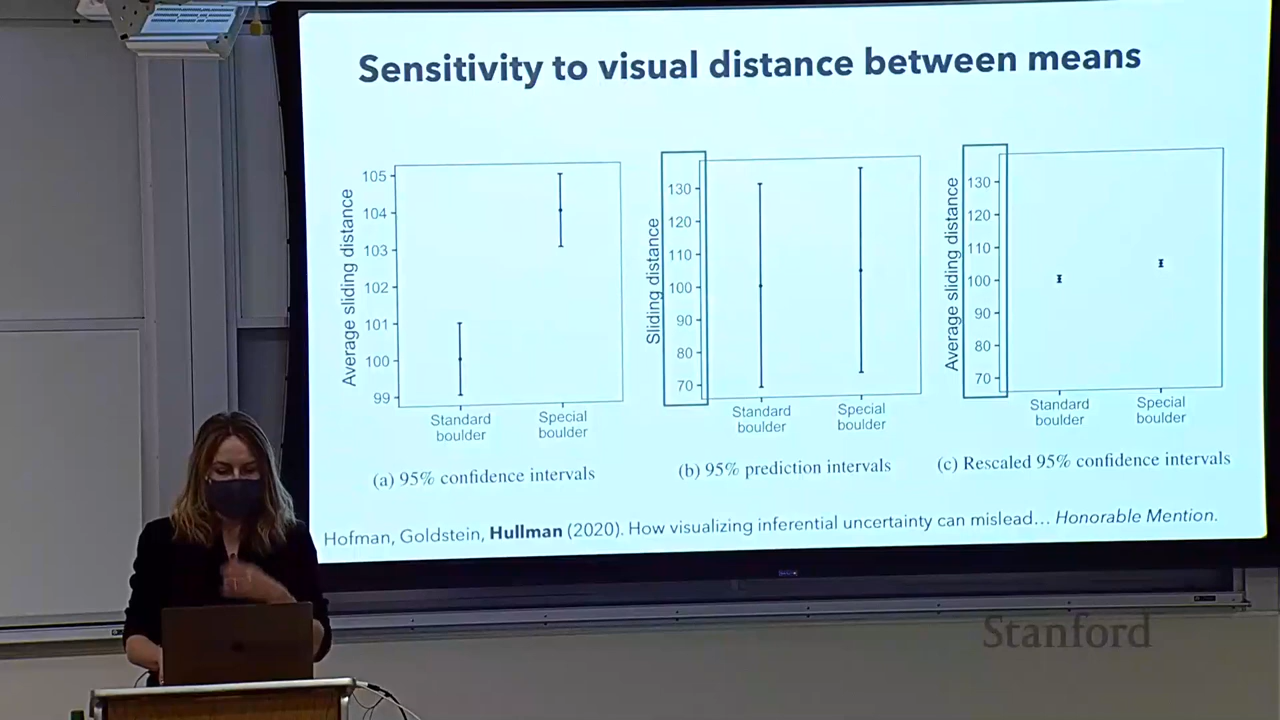 Sensitivity to visual distance between means
Average sliding distance
105
104
103
102
101
100
99
Standard
boulder
Special
boulder
(a) 95% confidence intervals
Sliding distance
130
120
110
100
90
80
70
Standard
boulder
Special
boulder
(b) 95% prediction intervals
Average sliding distance
130
120
110
100
90
80
70
Standard
boulder
Special
boulder
(c) Rescaled 95% confidence intervals
Hofman, Goldstein, Hullman (2020). How visualizing inferential uncertainty can mislead… Honorable Mention.
Stanford